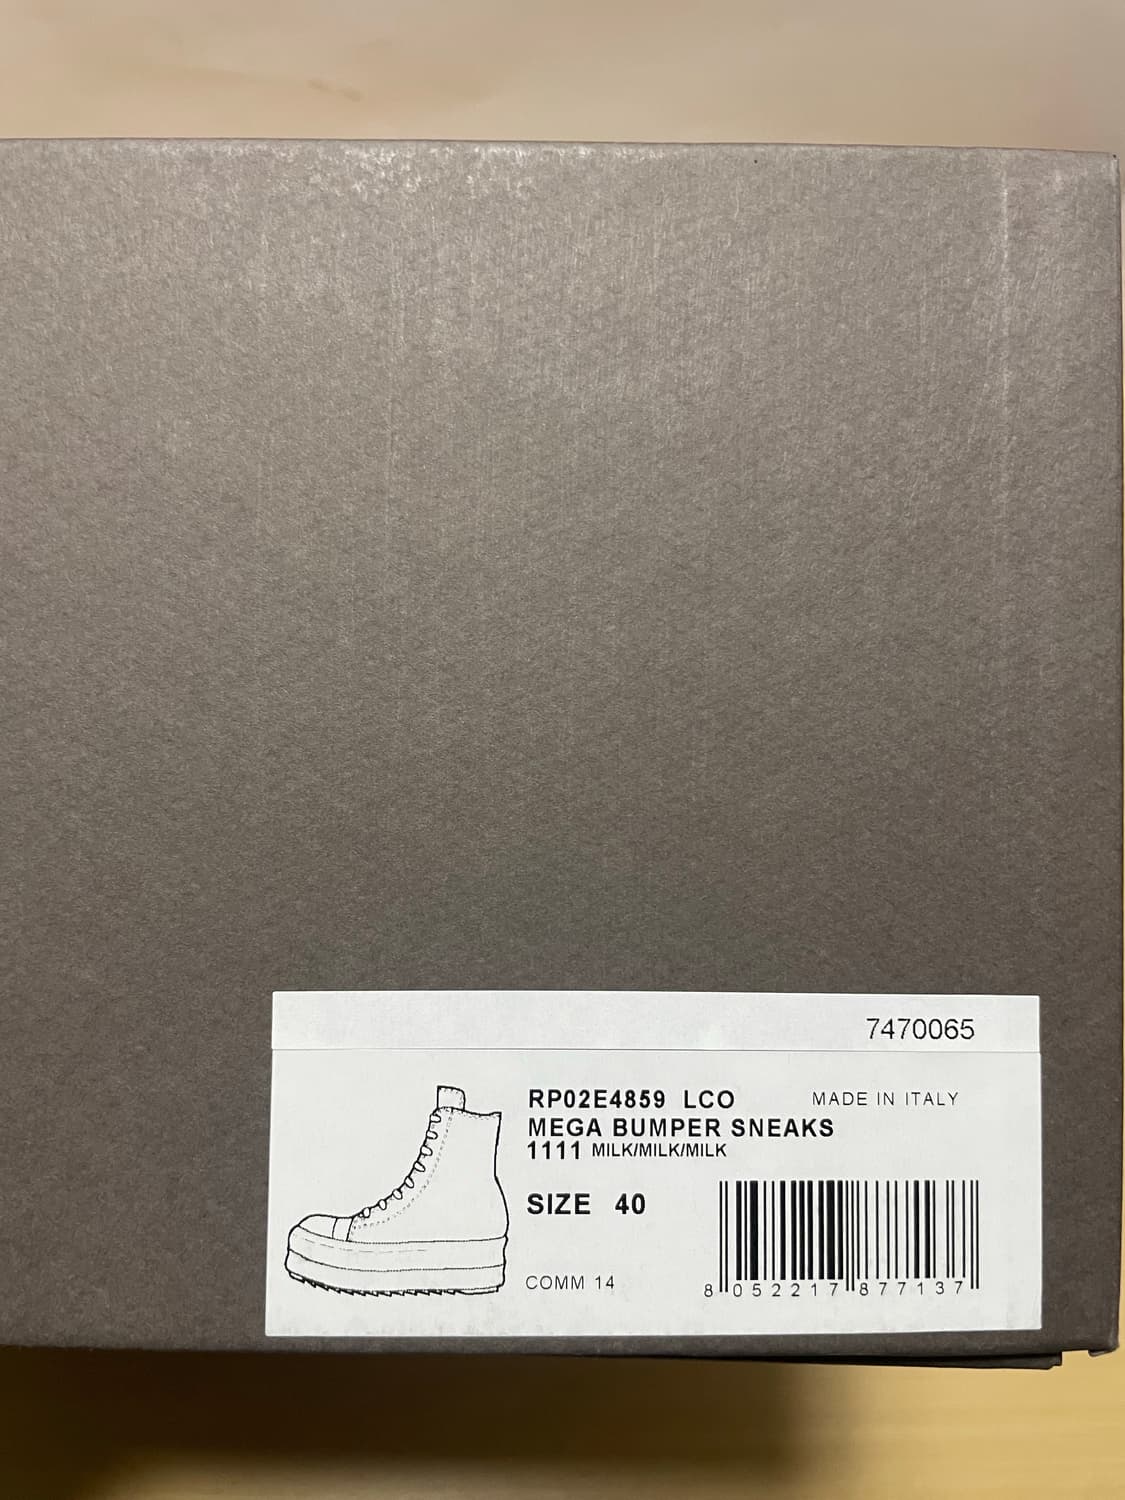 7470065
RP02E4859 LCO MADE IN ITALY
MEGA BUMPER SNEAKS
1111 MILK/MILK/MILK
SIZE 40
COMM 14
8 052217 877137